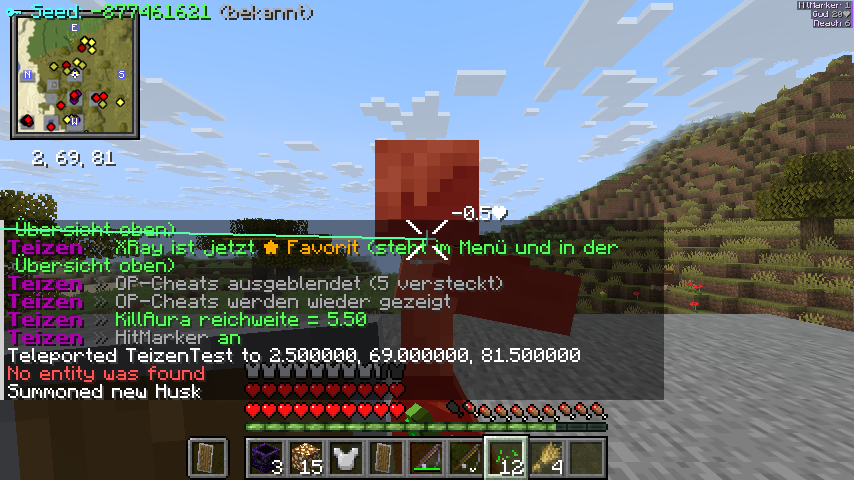 Seed: -877461621 (bekannt)
HitMarker 1
God 20♥
Reach 6
E
N
S
W
2, 69, 81
-0.5♥
Übersicht oben)
Teizen » XRay ist jetzt ★ Favorit (steht im Menü und in der
Übersicht oben)
Teizen » OP-Cheats ausgeblendet (5 versteckt)
Teizen » OP-Cheats werden wieder gezeigt
Teizen » KillAura reichweite = 5.50
Teizen » HitMarker an
Teleported TeizenTest to 2.500000, 69.000000, 81.500000
No entity was found
Summoned new Husk
3
15
12
4